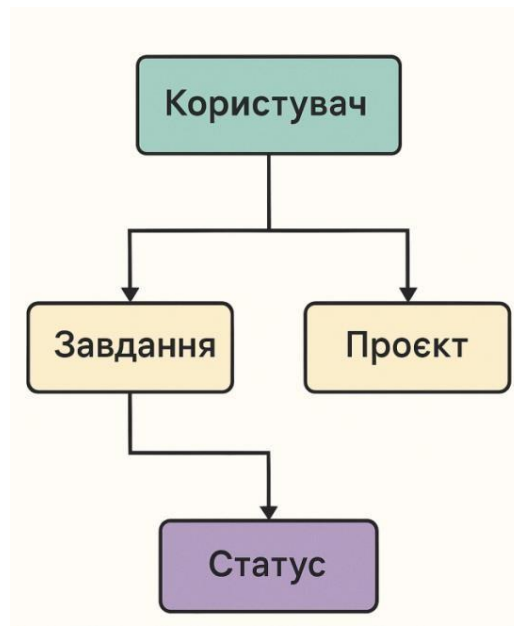 Користувач
Завдання
Проєкт
Статус